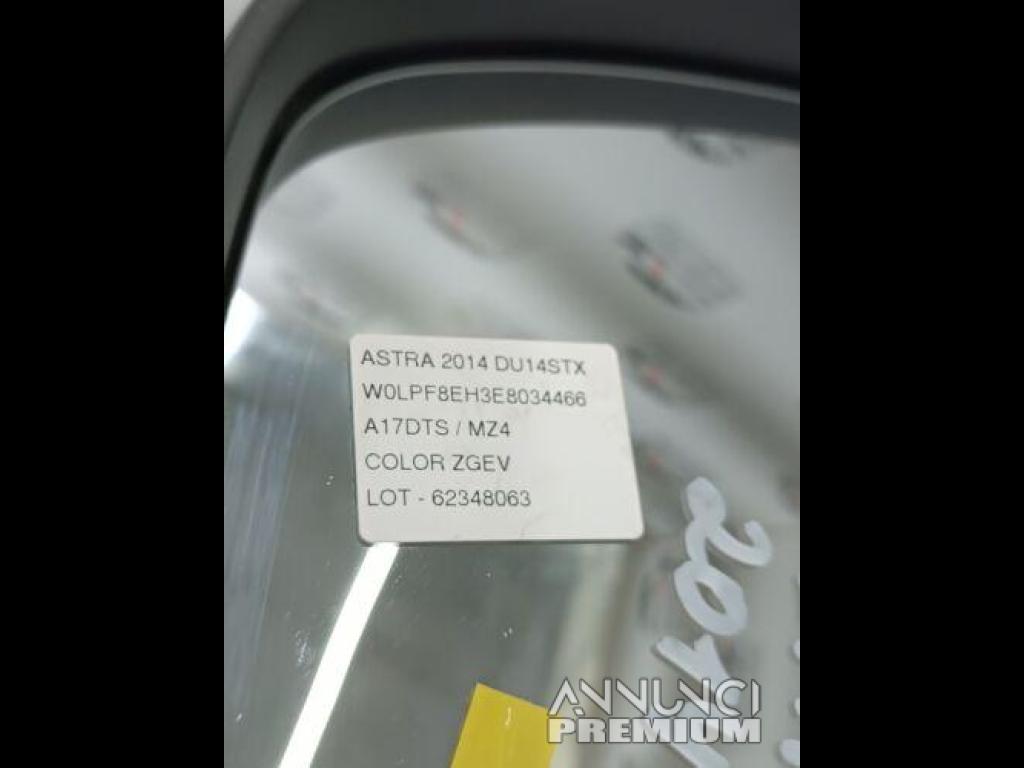 ASTRA 2014 DU14STX
W0LPF8EH3E8034466
A17DTS / MZ4
COLOR ZGEV
LOT - 62348063
ANNUNCI
PREMIUM